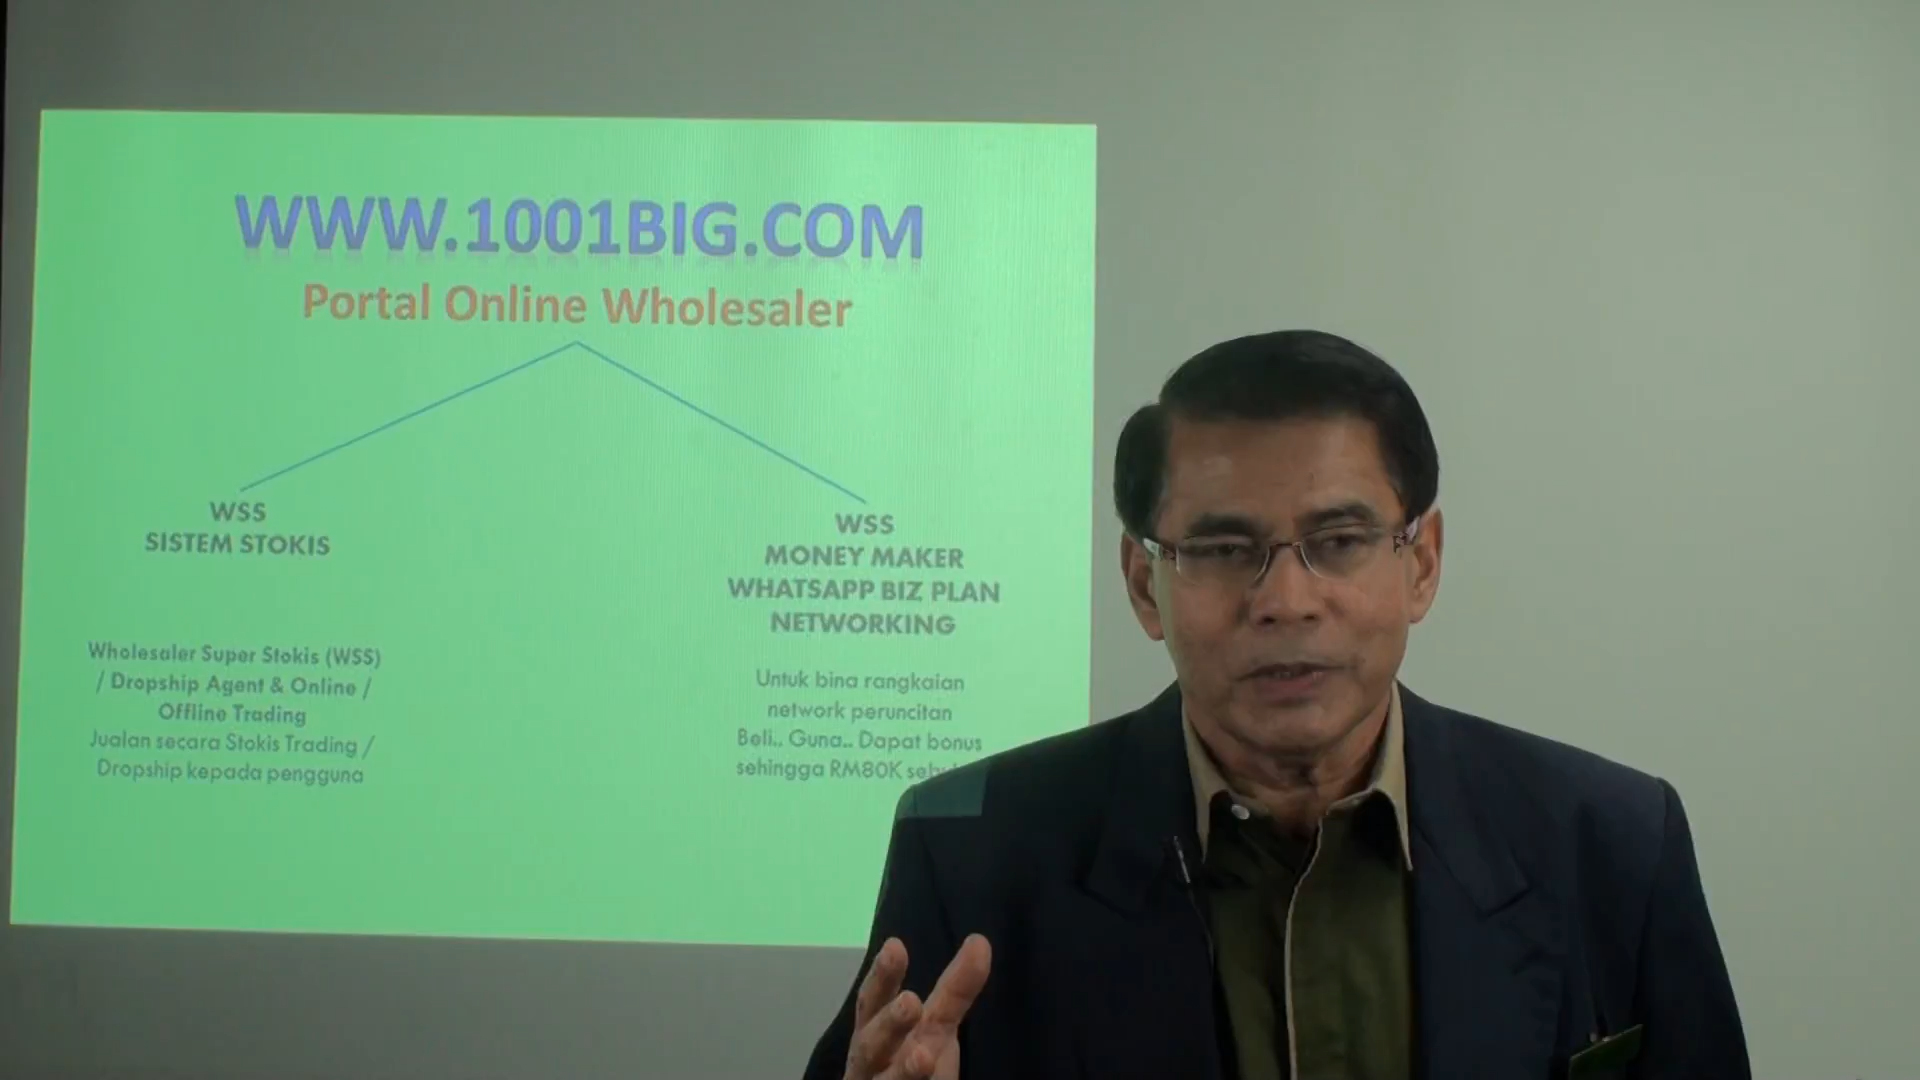 WWW.1001BIG.COM
Portal Online Wholesaler
WSS
SISTEM STOKIS
Wholesaler Super Stokis (WSS)
/ Dropship Agent & Online /
Offline Trading
Jualan secara Stokis Trading /
Dropship kepada pengguna
WSS
MONEY MAKER
WHATSAPP BIZ PLAN
NETWORKING
Untuk bina rangkaian
network peruncitan
Beli.. Guna.. Dapat bonus
sehingga RM80K